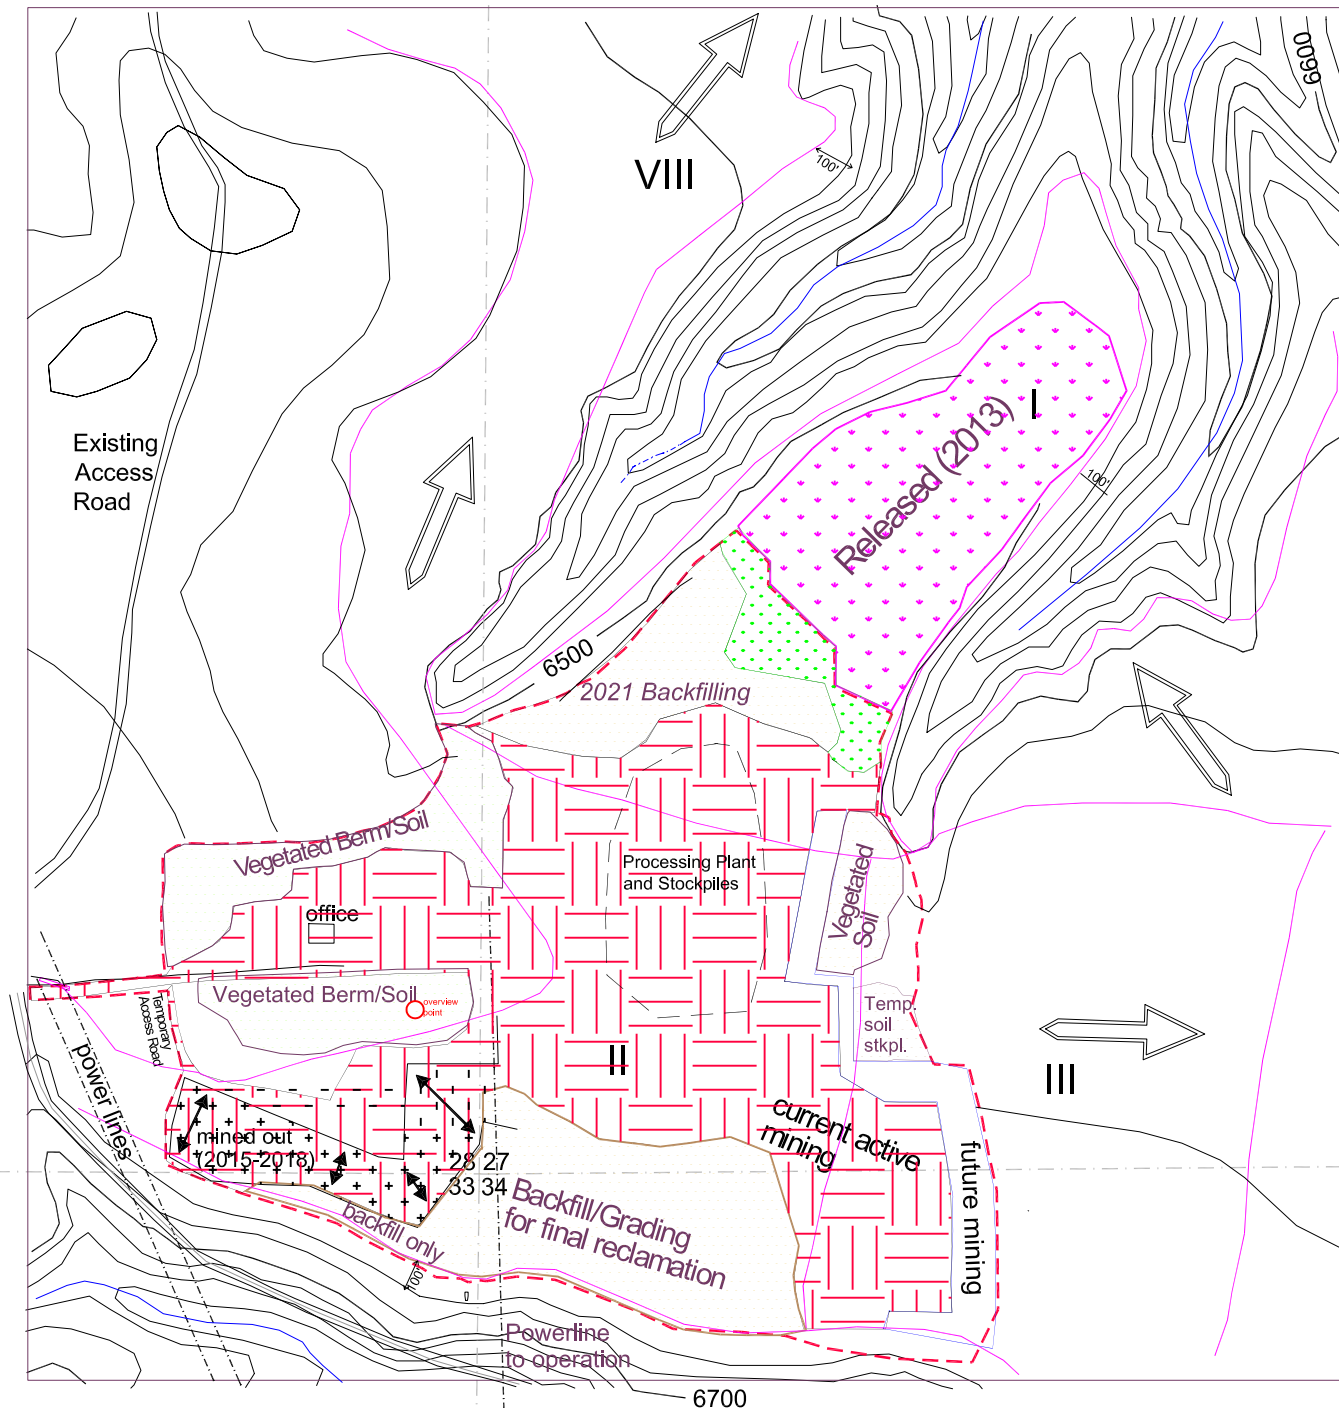 6600
VIII
100'
Existing
Access
Road
I
Released (2013)
100'
6500
2021 Backfilling
Vegetated Berm/Soil
Processing Plant
and Stockpiles
Vegetated
Soil
office
Vegetated Berm/Soil
overview
point
Temporary
Access Road
Temp.
soil
stkpl.
power lines
II
III
current active
mining
mined out
(2015-2018)
28 27
33 34
future mining
backfill only
Backfill/Grading
for final reclamation
100'
Powerline
to operation
6700